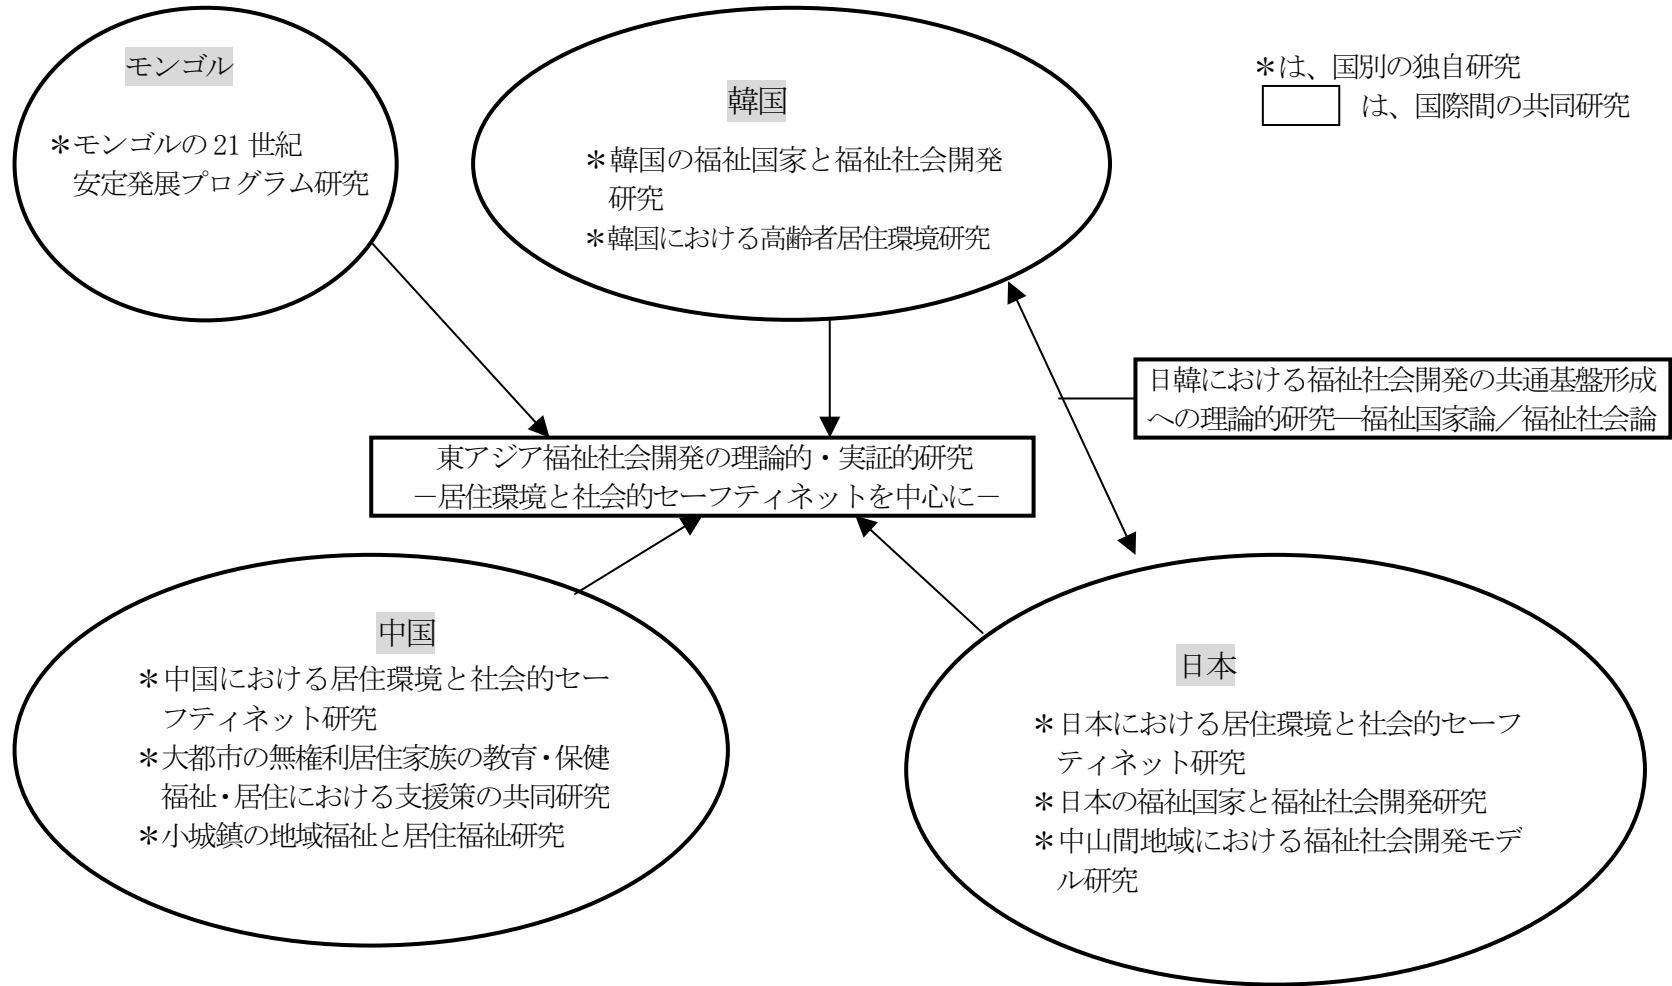 モンゴル
＊モンゴルの21世紀
安定発展プログラム研究
韓国
＊韓国の福祉国家と福祉社会開発
研究
＊韓国における高齢者居住環境研究
＊は、国別の独自研究
は、国際間の共同研究
日韓における福祉社会開発の共通基盤形成
への理論的研究―福祉国家論／福祉社会論
東アジア福祉社会開発の理論的・実証的研究
－居住環境と社会的セーフティネットを中心に－
中国
＊中国における居住環境と社会的セー
フティネット研究
＊大都市の無権利居住家族の教育・保健
福祉・居住における支援策の共同研究
＊小城鎮の地域福祉と居住福祉研究
日本
＊日本における居住環境と社会的セーフ
ティネット研究
＊日本の福祉国家と福祉社会開発研究
＊中山間地域における福祉社会開発モデ
ル研究